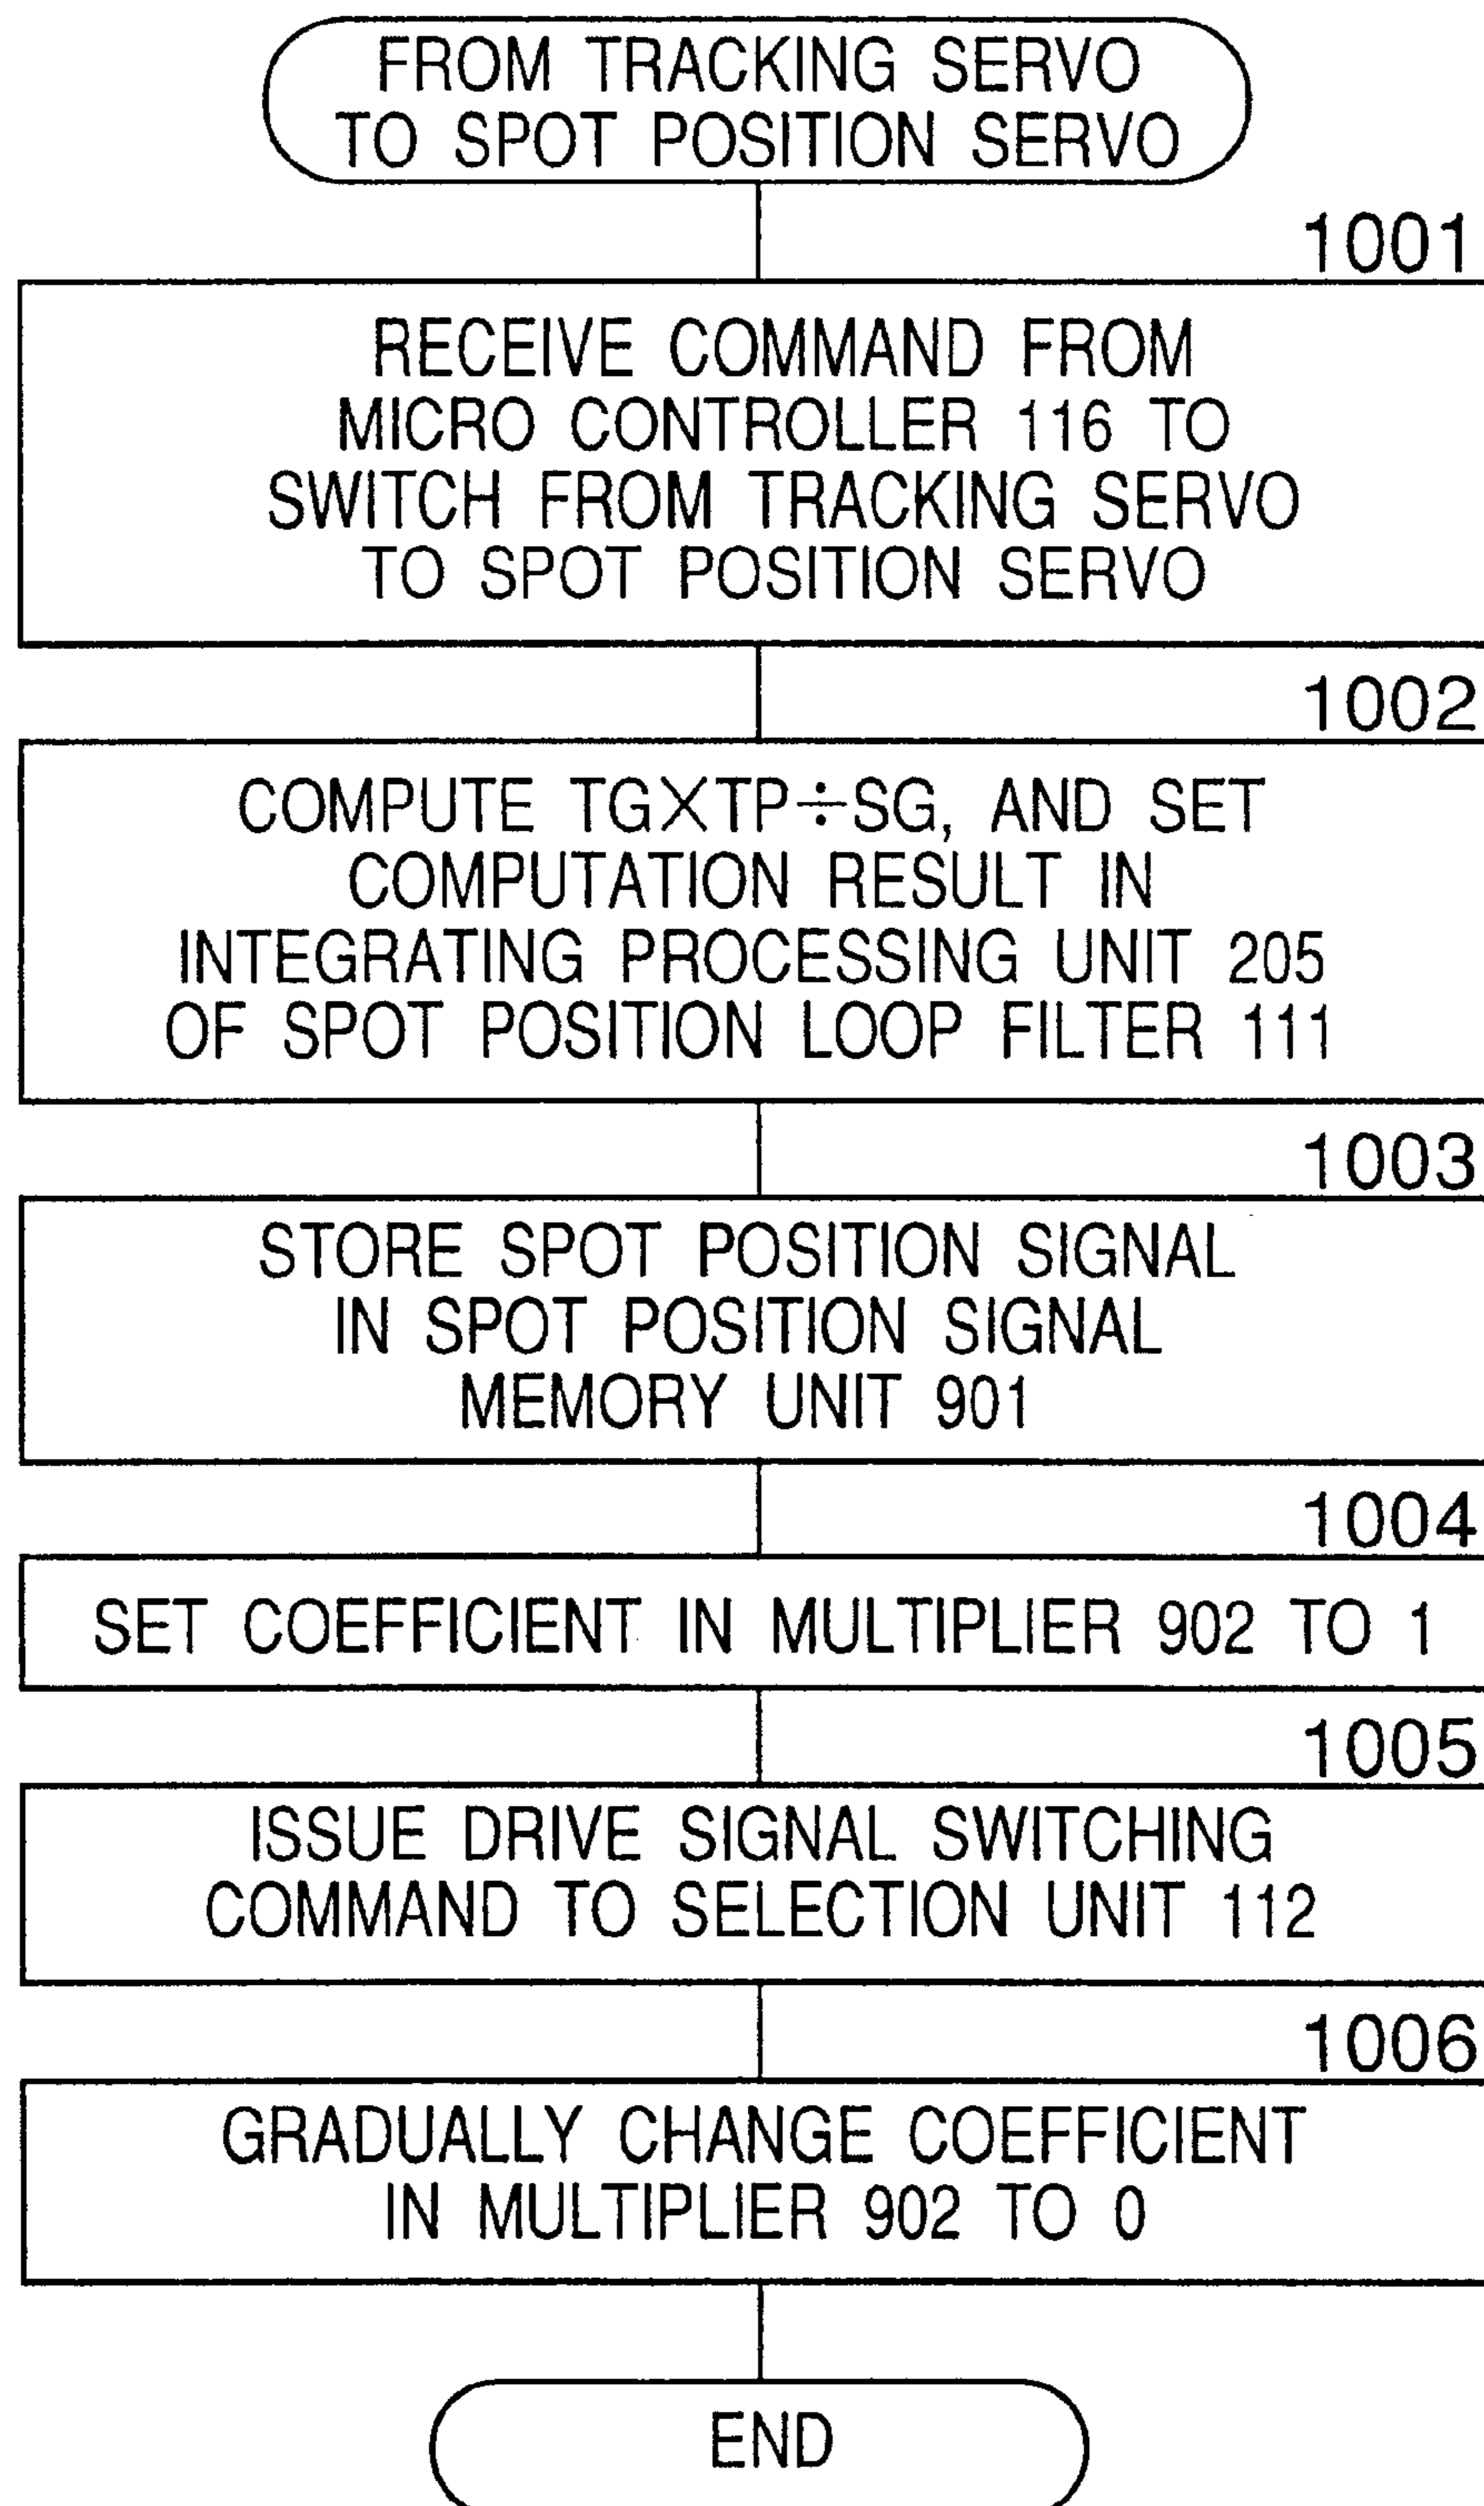 FROM TRACKING SERVO
TO SPOT POSITION SERVO
1001
RECEIVE COMMAND FROM
MICRO CONTROLLER 116 TO
SWITCH FROM TRACKING SERVO
TO SPOT POSITION SERVO
1002
COMPUTE TG×TP÷SG, AND SET
COMPUTATION RESULT IN
INTEGRATING PROCESSING UNIT 205
OF SPOT POSITION LOOP FILTER 111
1003
STORE SPOT POSITION SIGNAL
IN SPOT POSITION SIGNAL
MEMORY UNIT 901
1004
SET COEFFICIENT IN MULTIPLIER 902 TO 1
1005
ISSUE DRIVE SIGNAL SWITCHING
COMMAND TO SELECTION UNIT 112
1006
GRADUALLY CHANGE COEFFICIENT
IN MULTIPLIER 902 TO 0
END